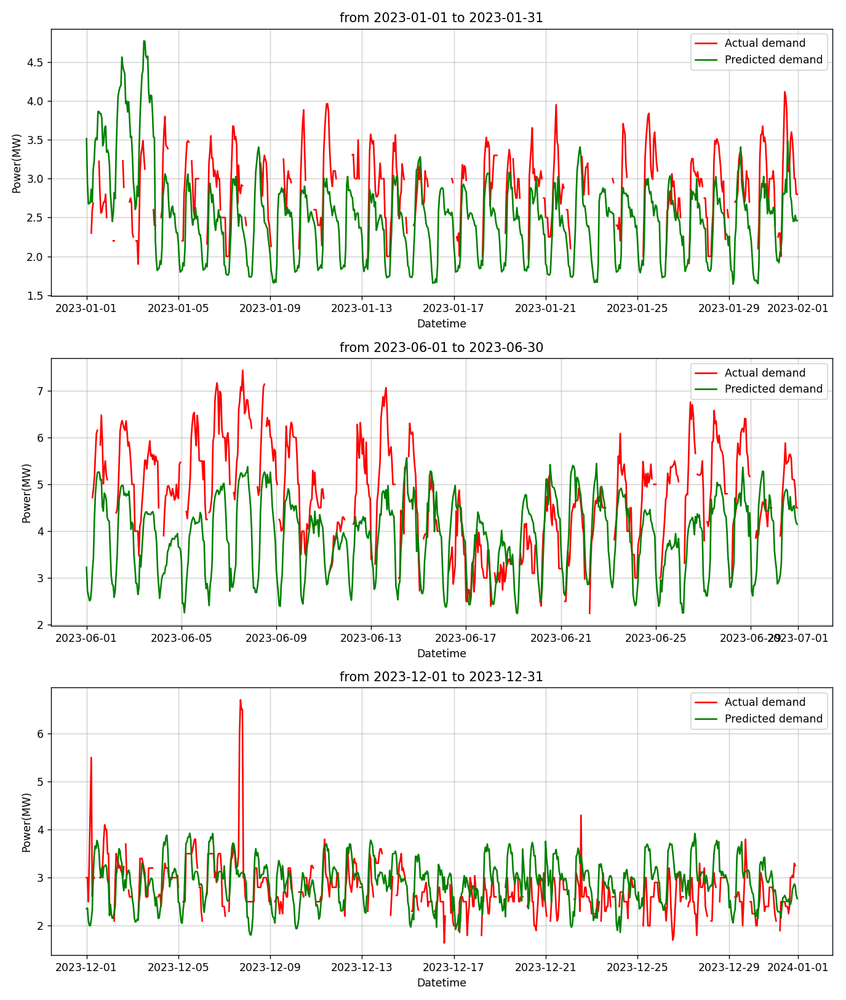 from 2023-01-01 to 2023-01-31
Actual demand
Predicted demand
Power(MW)
4.5
4.0
3.5
3.0
2.5
2.0
1.5
2023-01-01 2023-01-05 2023-01-09 2023-01-13 2023-01-17 2023-01-21 2023-01-25 2023-01-29 2023-02-01
Datetime
from 2023-06-01 to 2023-06-30
Actual demand
Predicted demand
Power(MW)
7
6
5
4
3
2
2023-06-01 2023-06-05 2023-06-09 2023-06-13 2023-06-17 2023-06-21 2023-06-25 2023-06-29 2023-07-01
Datetime
from 2023-12-01 to 2023-12-31
Actual demand
Predicted demand
Power(MW)
6
5
4
3
2
2023-12-01 2023-12-05 2023-12-09 2023-12-13 2023-12-17 2023-12-21 2023-12-25 2023-12-29 2024-01-01
Datetime